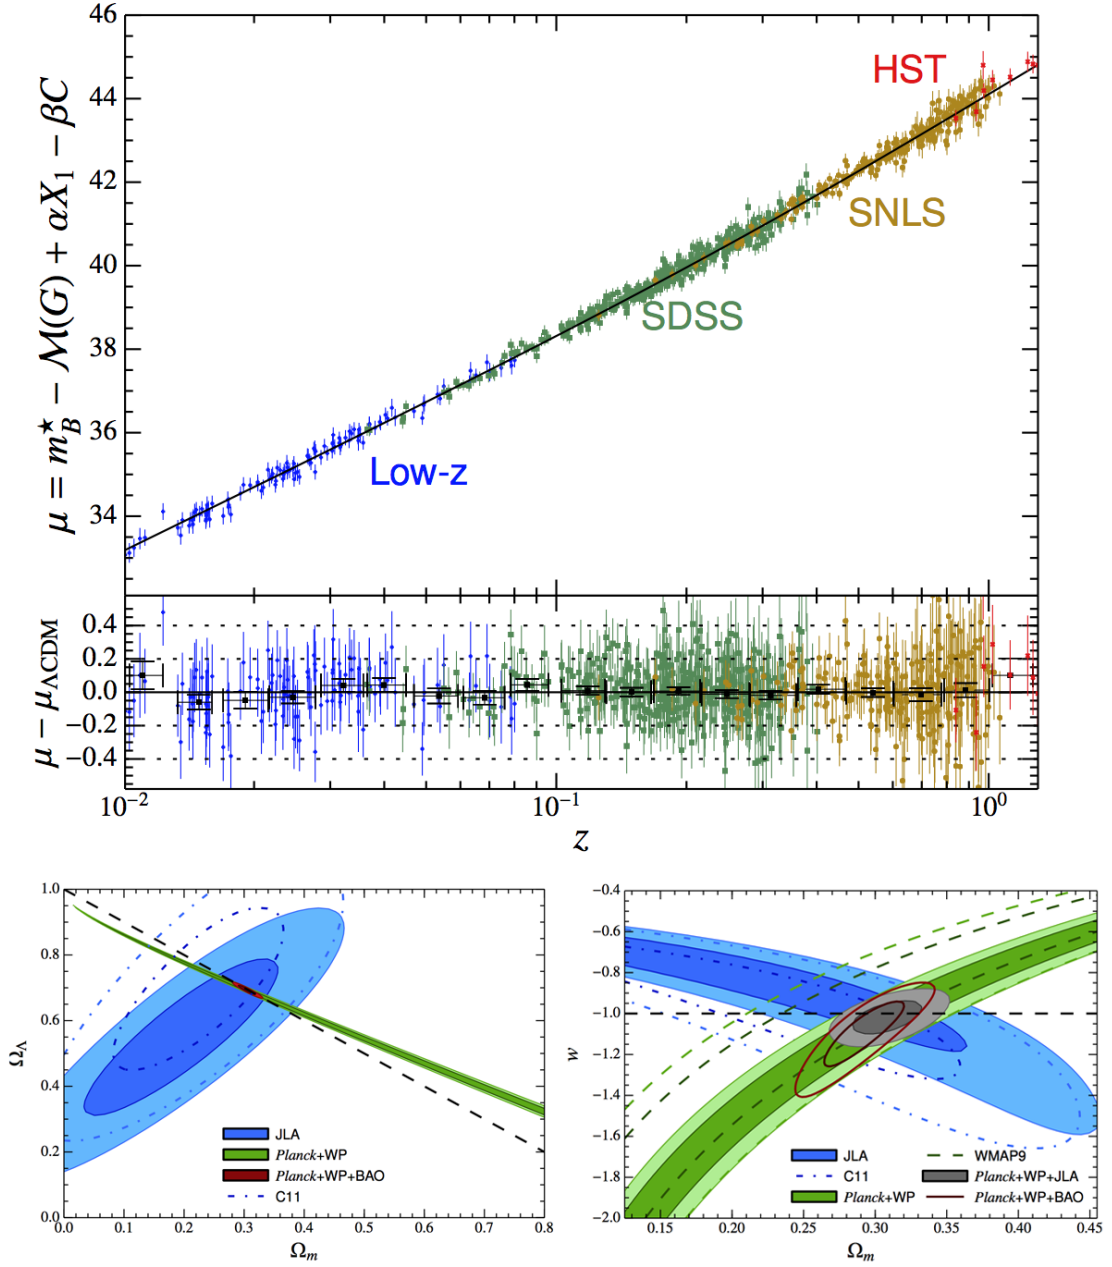 46
44
42
40
38
36
34
μ = m★B − M(G) + αX1 − βC
HST
SNLS
SDSS
Low-z
0.4
0.2
0.0
−0.2
−0.4
μ − μΛCDM
10−2 10−1 100
z
1.0
0.8
0.6
0.4
0.2
0.0
ΩΛ
JLA
Planck+WP
Planck+WP+BAO
C11
0.0 0.1 0.2 0.3 0.4 0.5 0.6 0.7 0.8
Ωm
−0.4
−0.6
−0.8
−1.0
−1.2
−1.4
−1.6
−1.8
−2.0
w
JLA
C11
Planck+WP
WMAP9
Planck+WP+JLA
Planck+WP+BAO
0.15 0.20 0.25 0.30 0.35 0.40 0.45
Ωm